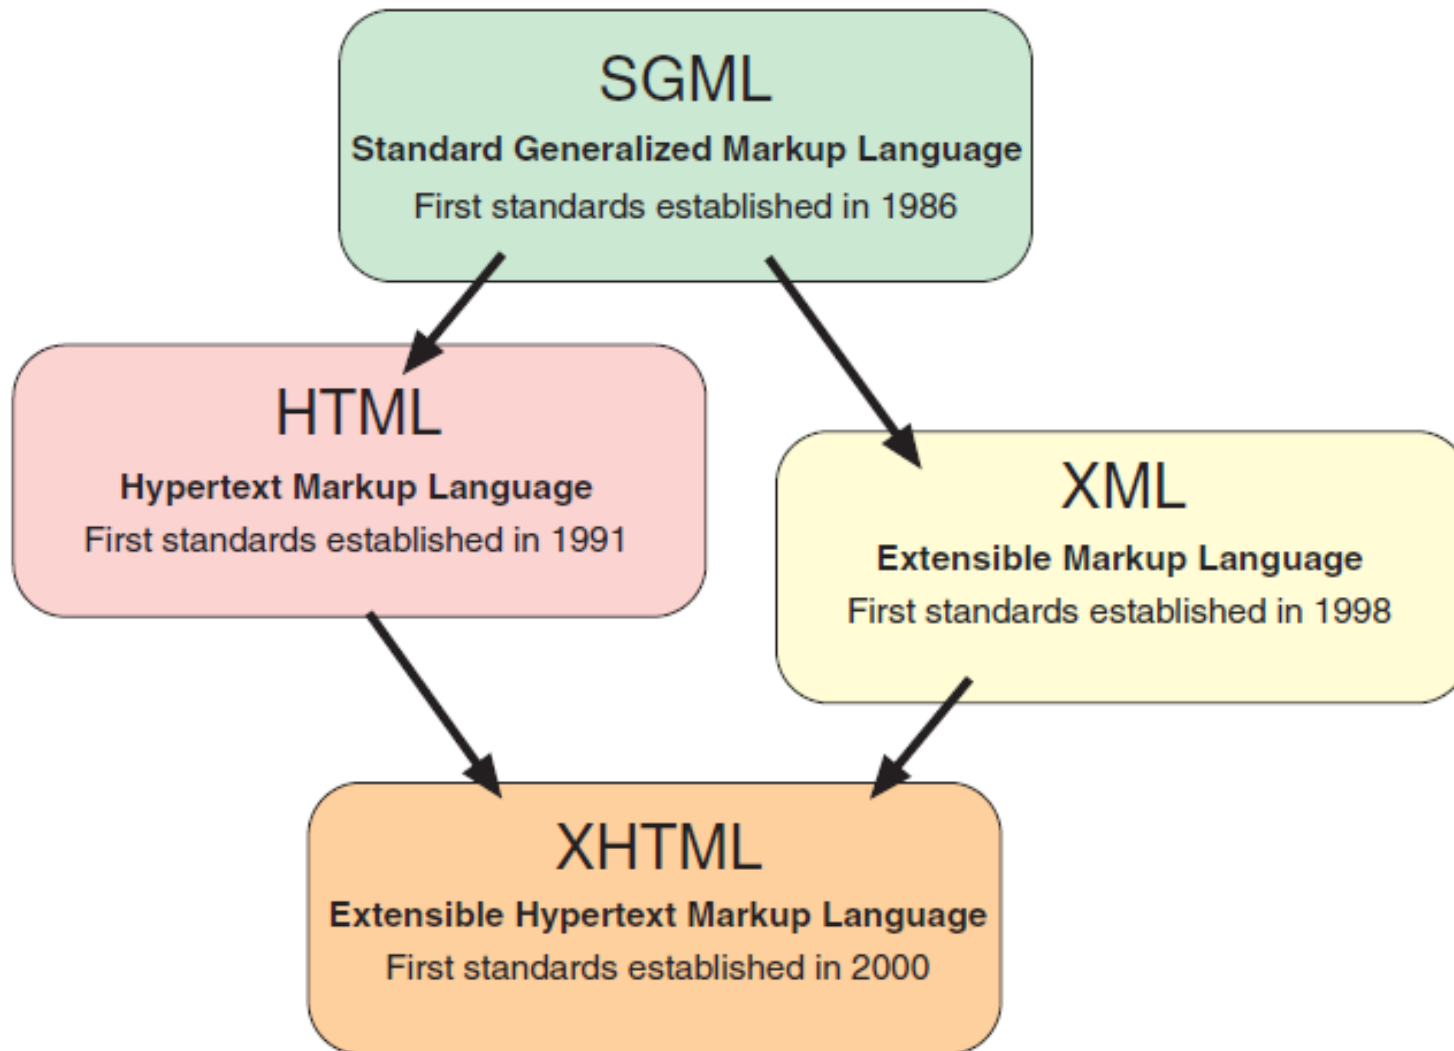 SGML
Standard Generalized Markup Language
First standards established in 1986
HTML
Hypertext Markup Language
First standards established in 1991
XML
Extensible Markup Language
First standards established in 1998
XHTML
Extensible Hypertext Markup Language
First standards established in 2000